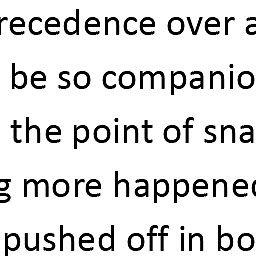 recedence over a
be so companio
the point of sna
g more happened
pushed off in bo